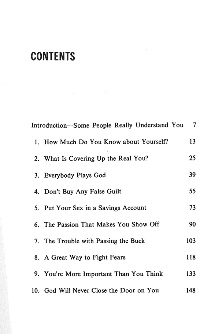 CONTENTS
Introduction—Some People Really Understand You 7
1. How Much Do You Know about Yourself? 13
2. What Is Covering Up the Real You? 25
3. Everybody Plays God 39
4. Don't Buy Any False Guilt 55
5. Put Your Sex in a Savings Account 73
6. The Passion That Makes You Show Off 90
7. The Trouble with Passing the Buck 103
8. A Great Way to Fight Fears 118
9. You're More Important Than You Think 133
10. God Will Never Close the Door on You 148